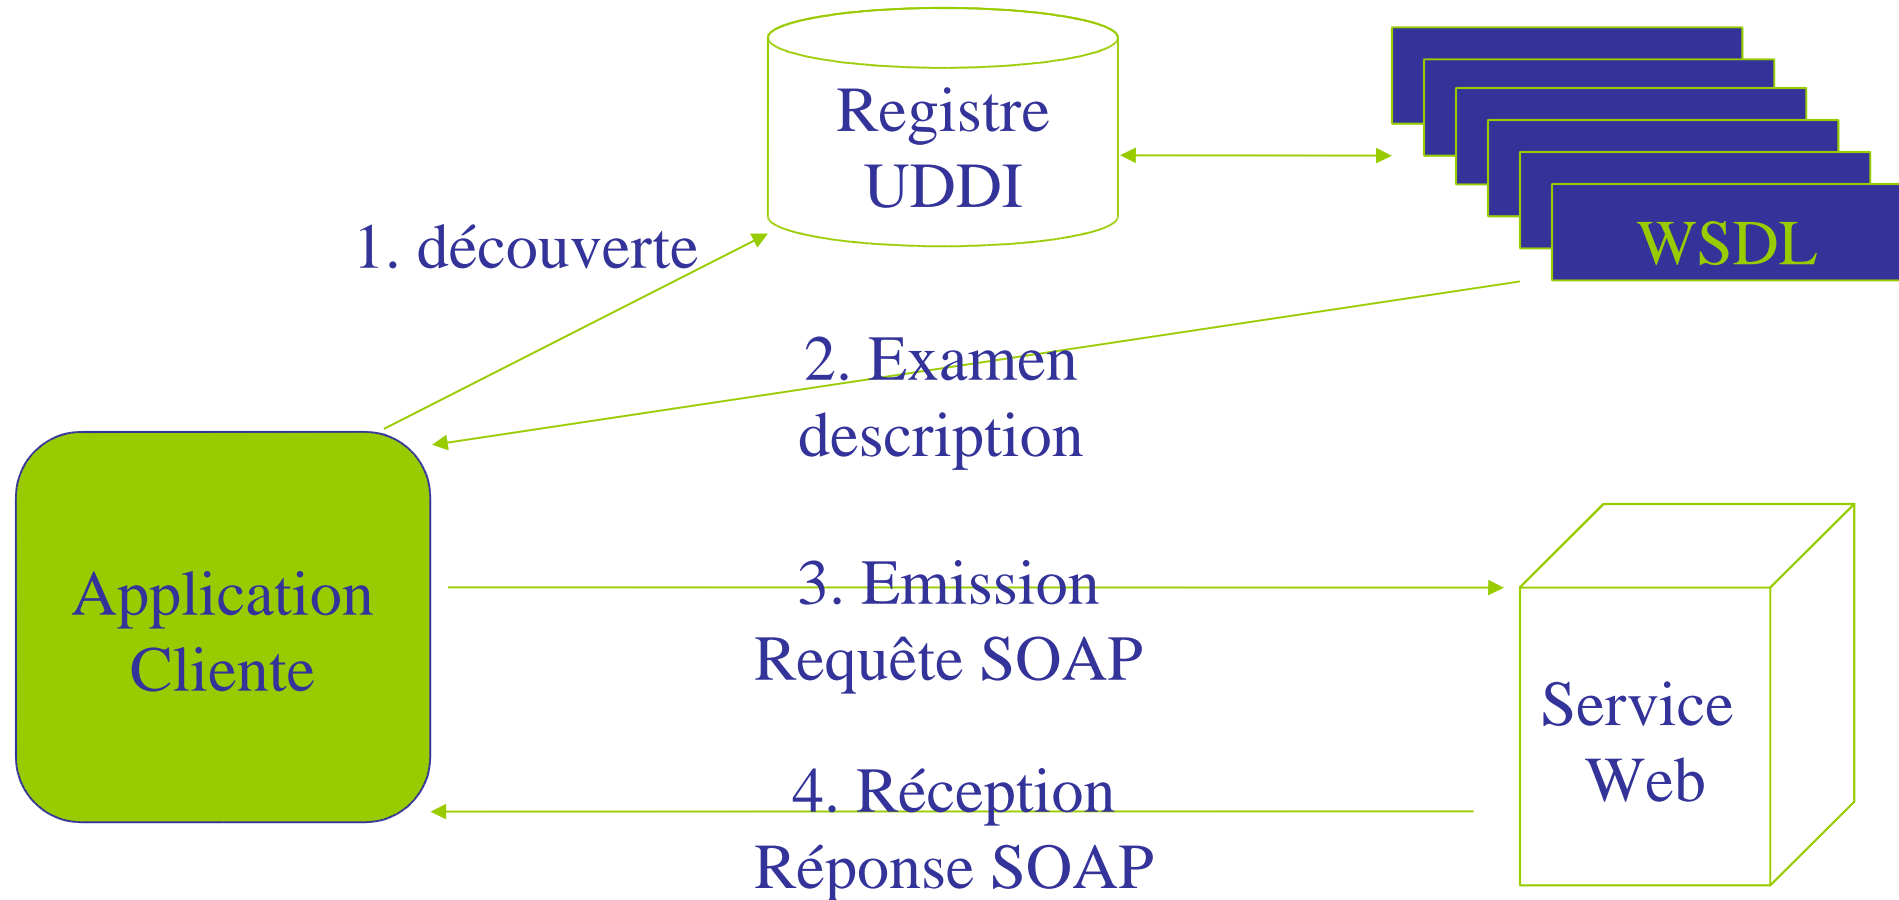 Registre
UDDI
WSDL
1. découverte
2. Examen
description
Application
Cliente
3. Emission
Requête SOAP
Service
Web
4. Réception
Réponse SOAP